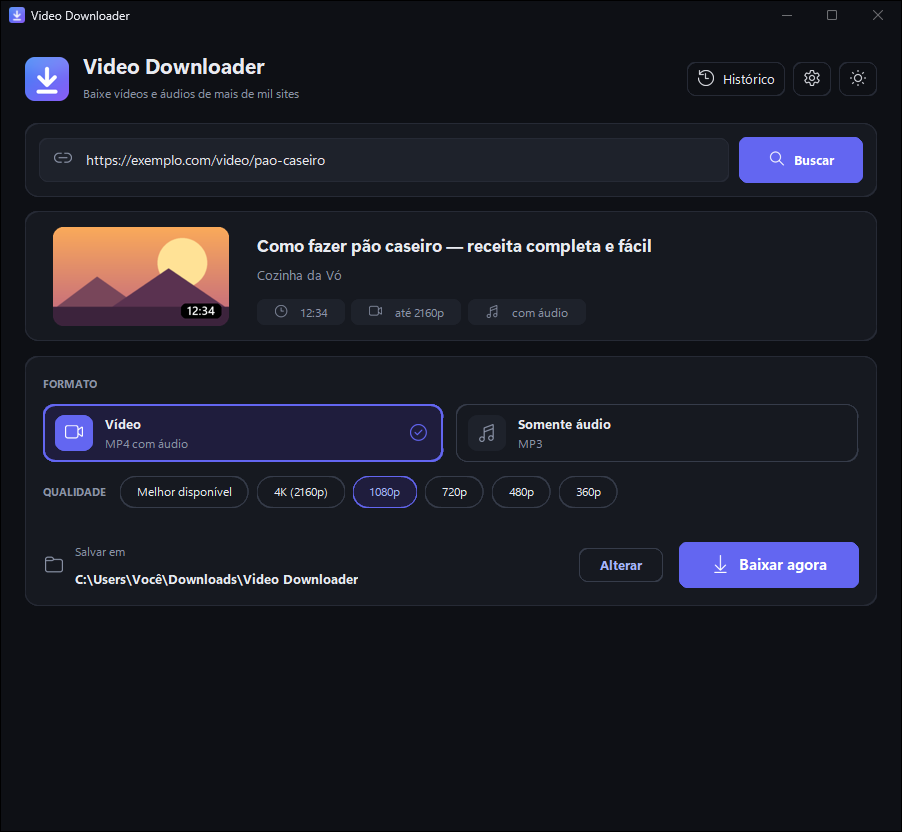 Video Downloader
Video Downloader
Baixe vídeos e áudios de mais de mil sites
Histórico
https://exemplo.com/video/pao-caseiro
Buscar
12:34
Como fazer pão caseiro — receita completa e fácil
Cozinha da Vó
12:34
até 2160p
com áudio
FORMATO
Vídeo
MP4 com áudio
Somente áudio
MP3
QUALIDADE
Melhor disponível
4K (2160p)
1080p
720p
480p
360p
Salvar em
C:\Users\Você\Downloads\Video Downloader
Alterar
Baixar agora